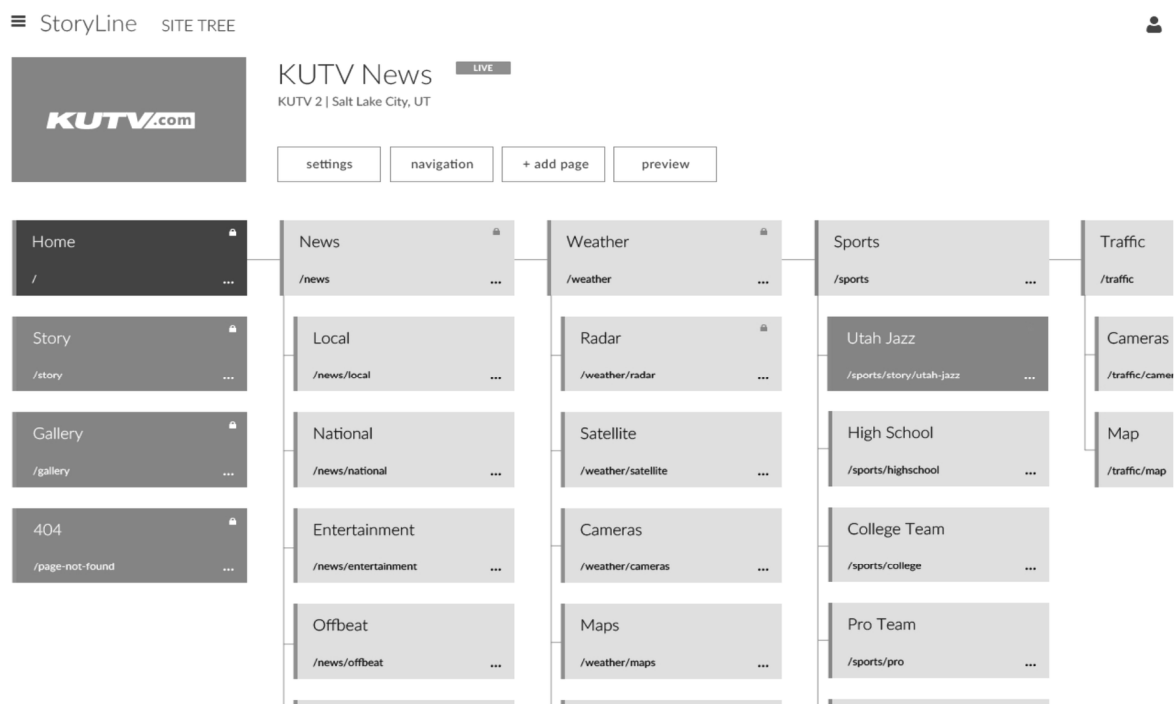 StoryLine SITE TREE
KUTV.com
KUTV News LIVE
KUTV 2 | Salt Lake City, UT
settings navigation + add page preview
Home
/
...
Story
/story
...
Gallery
/gallery
...
404
/page-not-found
...
News
/news
...
Local
/news/local
...
National
/news/national
...
Entertainment
/news/entertainment
...
Offbeat
/news/offbeat
...
Weather
/weather
...
Radar
/weather/radar
...
Satellite
/weather/satellite
...
Cameras
/weather/cameras
...
Maps
/weather/maps
...
Sports
/sports
...
Utah Jazz
/sports/story/utah-jazz
...
High School
/sports/highschool
...
College Team
/sports/college
...
Pro Team
/sports/pro
...
Traffic
/traffic
Cameras
Map
/traffic/map